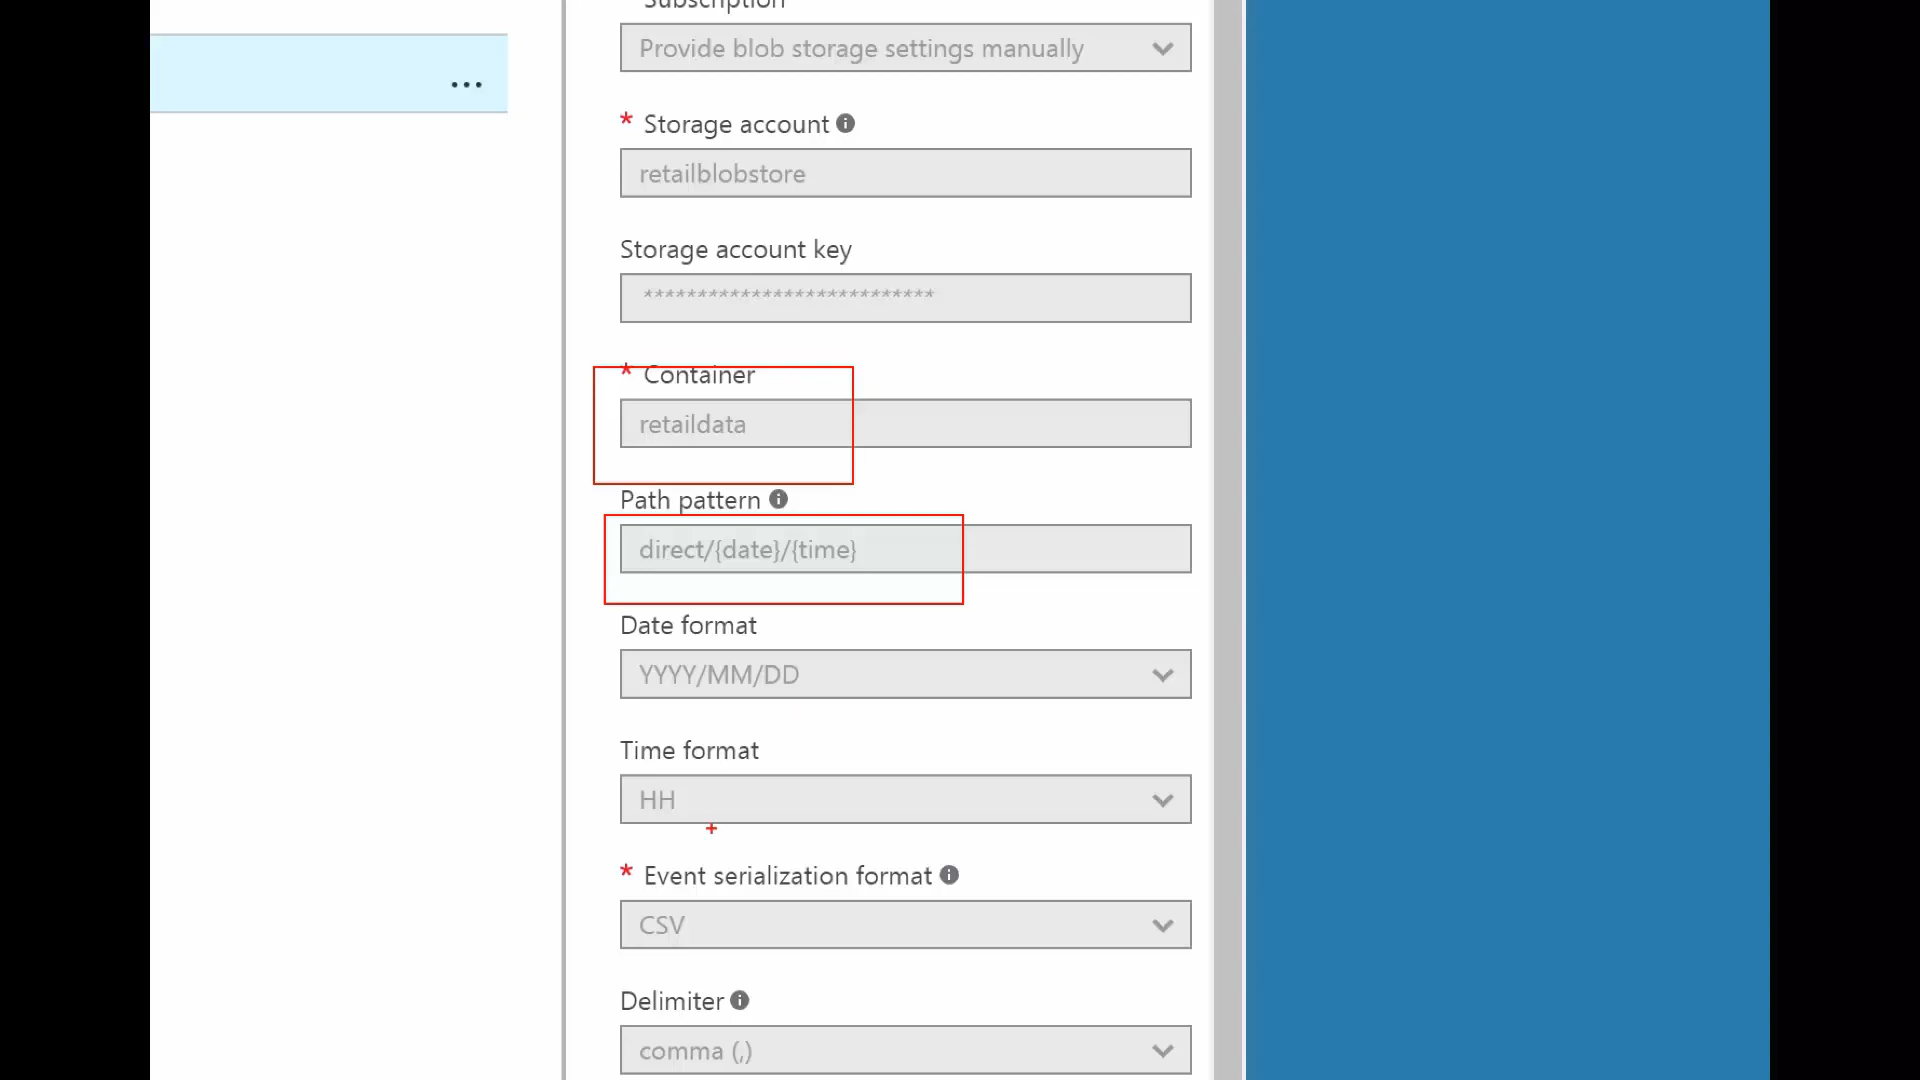 Subscription
Provide blob storage settings manually
* Storage account
retailblobstore
Storage account key
***************************
* Container
retaildata
Path pattern
direct/{date}/{time}
Date format
YYYY/MM/DD
Time format
HH
* Event serialization format
CSV
Delimiter
comma (,)